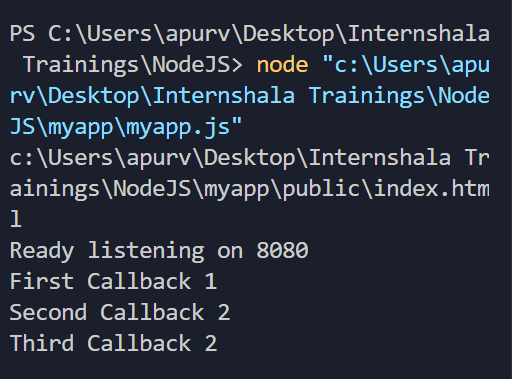 PS C:\Users\apurv\Desktop\Internshala
 Trainings\NodeJS> node "c:\Users\apu
rv\Desktop\Internshala Trainings\Node
JS\myapp\myapp.js"
c:\Users\apurv\Desktop\Internshala Tr
ainings\NodeJS\myapp\public\index.htm
l
Ready listening on 8080
First Callback 1
Second Callback 2
Third Callback 2